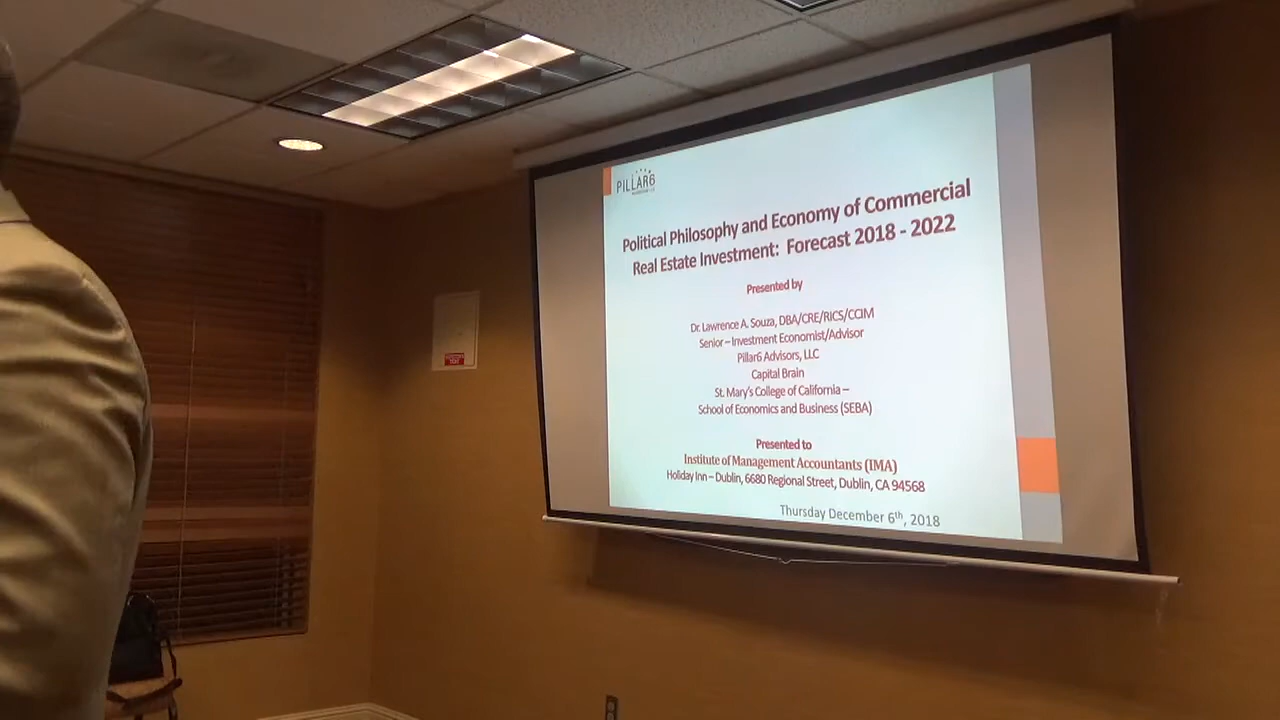 PILLAR6
Political Philosophy and Economy of Commercial
Real Estate Investment: Forecast 2018 - 2022
Presented by
Dr. Lawrence A. Souza, DBA/CRE/RICS/CCIM
Senior – Investment Economist/Advisor
Pillar6 Advisors, LLC
Capital Brain
St. Mary's College of California –
School of Economics and Business (SEBA)
Presented to
Institute of Management Accountants (IMA)
Holiday Inn – Dublin, 6680 Regional Street, Dublin, CA 94568
Thursday December 6th, 2018